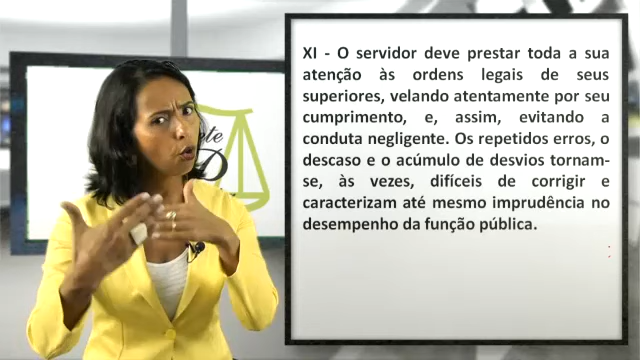 XI - O servidor deve prestar toda a sua
atenção às ordens legais de seus
superiores, velando atentamente por seu
cumprimento, e, assim, evitando a
conduta negligente. Os repetidos erros, o
descaso e o acúmulo de desvios tornam-
se, às vezes, difíceis de corrigir e
caracterizam até mesmo imprudência no
desempenho da função pública.